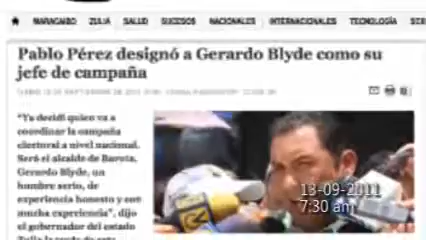 MARACAIBO ZULIA SALUD SUCESOS NACIONALES INTERNACIONALES TECNOLOGÍA
Pablo Pérez designó a Gerardo Blyde como su
jefe de campaña
"Ya decidí quien va a
coordinar la campaña
electoral a nivel nacional.
Será el alcalde de Baruta,
Gerardo Blyde, un
hombre serio, de
experiencia honesto y con
mucha experiencia", dijo
el gobernador del estado
13-09-2011
7:30 am